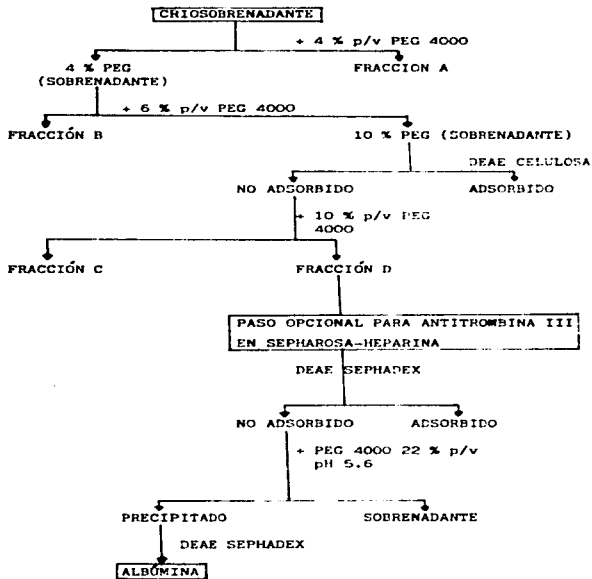 CHIOSOBRENADANTE
+ 4 % p/v PEG 4000
4 % PEG
(SOBRENADANTE)
FRACCION A
+ 6 % p/v PEG 4000
FRACCIÓN B
10 % PEG (SOBRENADANTE)
DEAE CELULOSA
NO ADSORBIDO
ADSORBIDO
+ 10 % p/v PEG
4000
FRACCIÓN C
FRACCIÓN D
PASO OPCIONAL PARA ANTITROMBINA III
EN SEPHAROSA-HEPARINA
DEAE SEPHADEX
NO ADSORBIDO
ADSORBIDO
+ PEG 4000 22 % p/v
pH 5.6
PRECIPITADO
SOBRENADANTE
DEAE SEPHADEX
ALBÚMINA